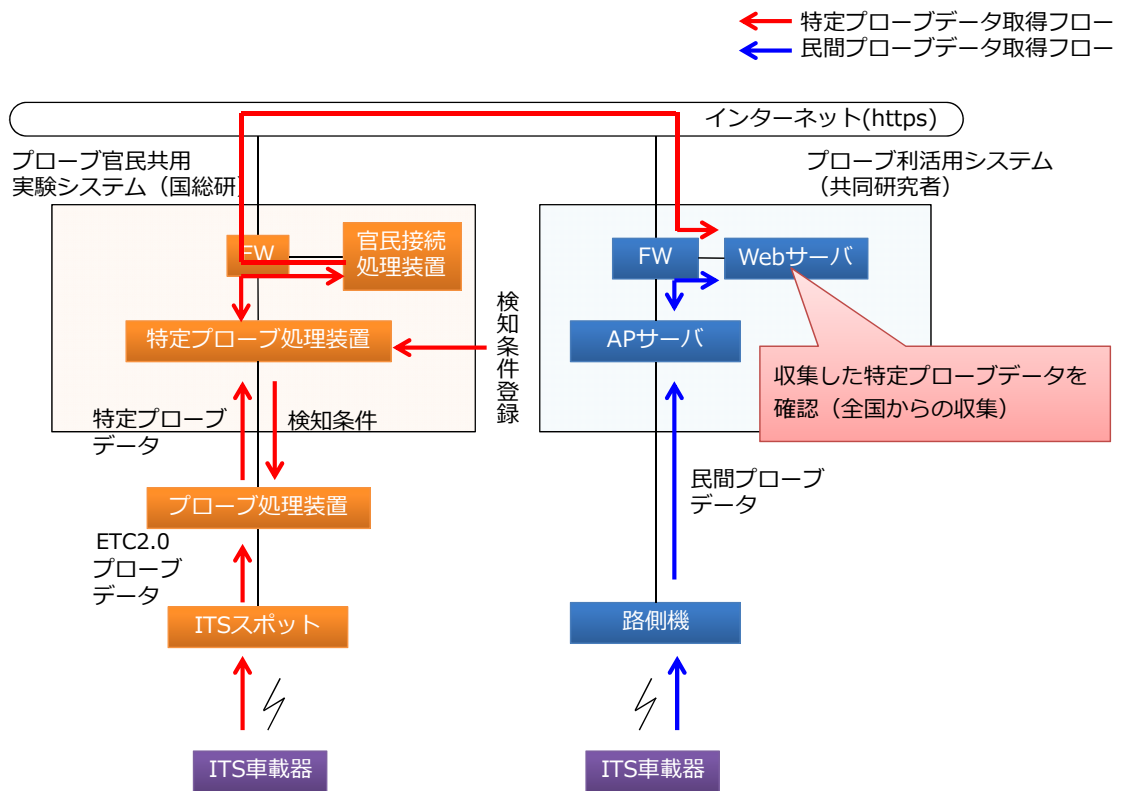 特定プローブデータ取得フロー
民間プローブデータ取得フロー
インターネット(https)
プローブ官民共用
実験システム（国総研）
プローブ利活用システム
（共同研究者）
FW
官民接続
処理装置
FW
Webサーバ
特定プローブ処理装置
検知条件登録
APサーバ
収集した特定プローブデータを
確認（全国からの収集）
特定プローブ
データ
検知条件
プローブ処理装置
民間プローブ
データ
ETC2.0
プローブ
データ
ITSスポット
路側機
ITS車載器
ITS車載器